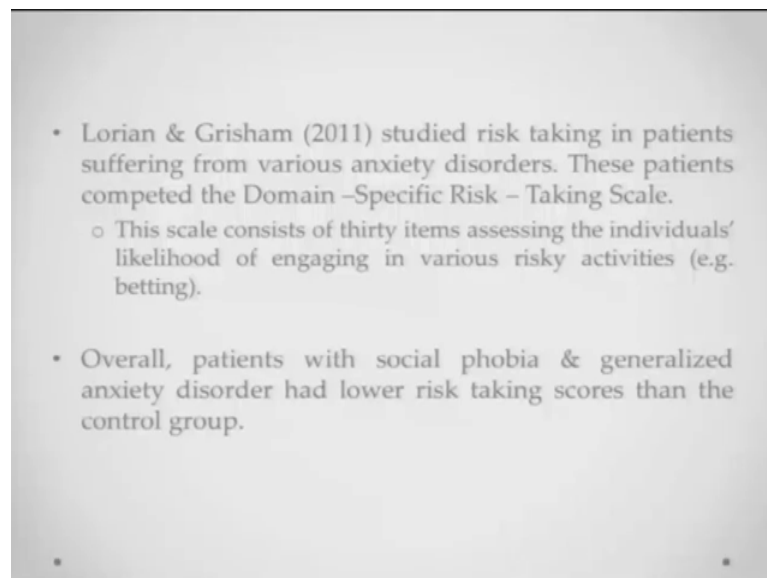 • Lorian & Grisham (2011) studied risk taking in patients
suffering from various anxiety disorders. These patients
competed the Domain –Specific Risk – Taking Scale.
o This scale consists of thirty items assessing the individuals'
likelihood of engaging in various risky activities (e.g.
betting).
• Overall, patients with social phobia & generalized
anxiety disorder had lower risk taking scores than the
control group.